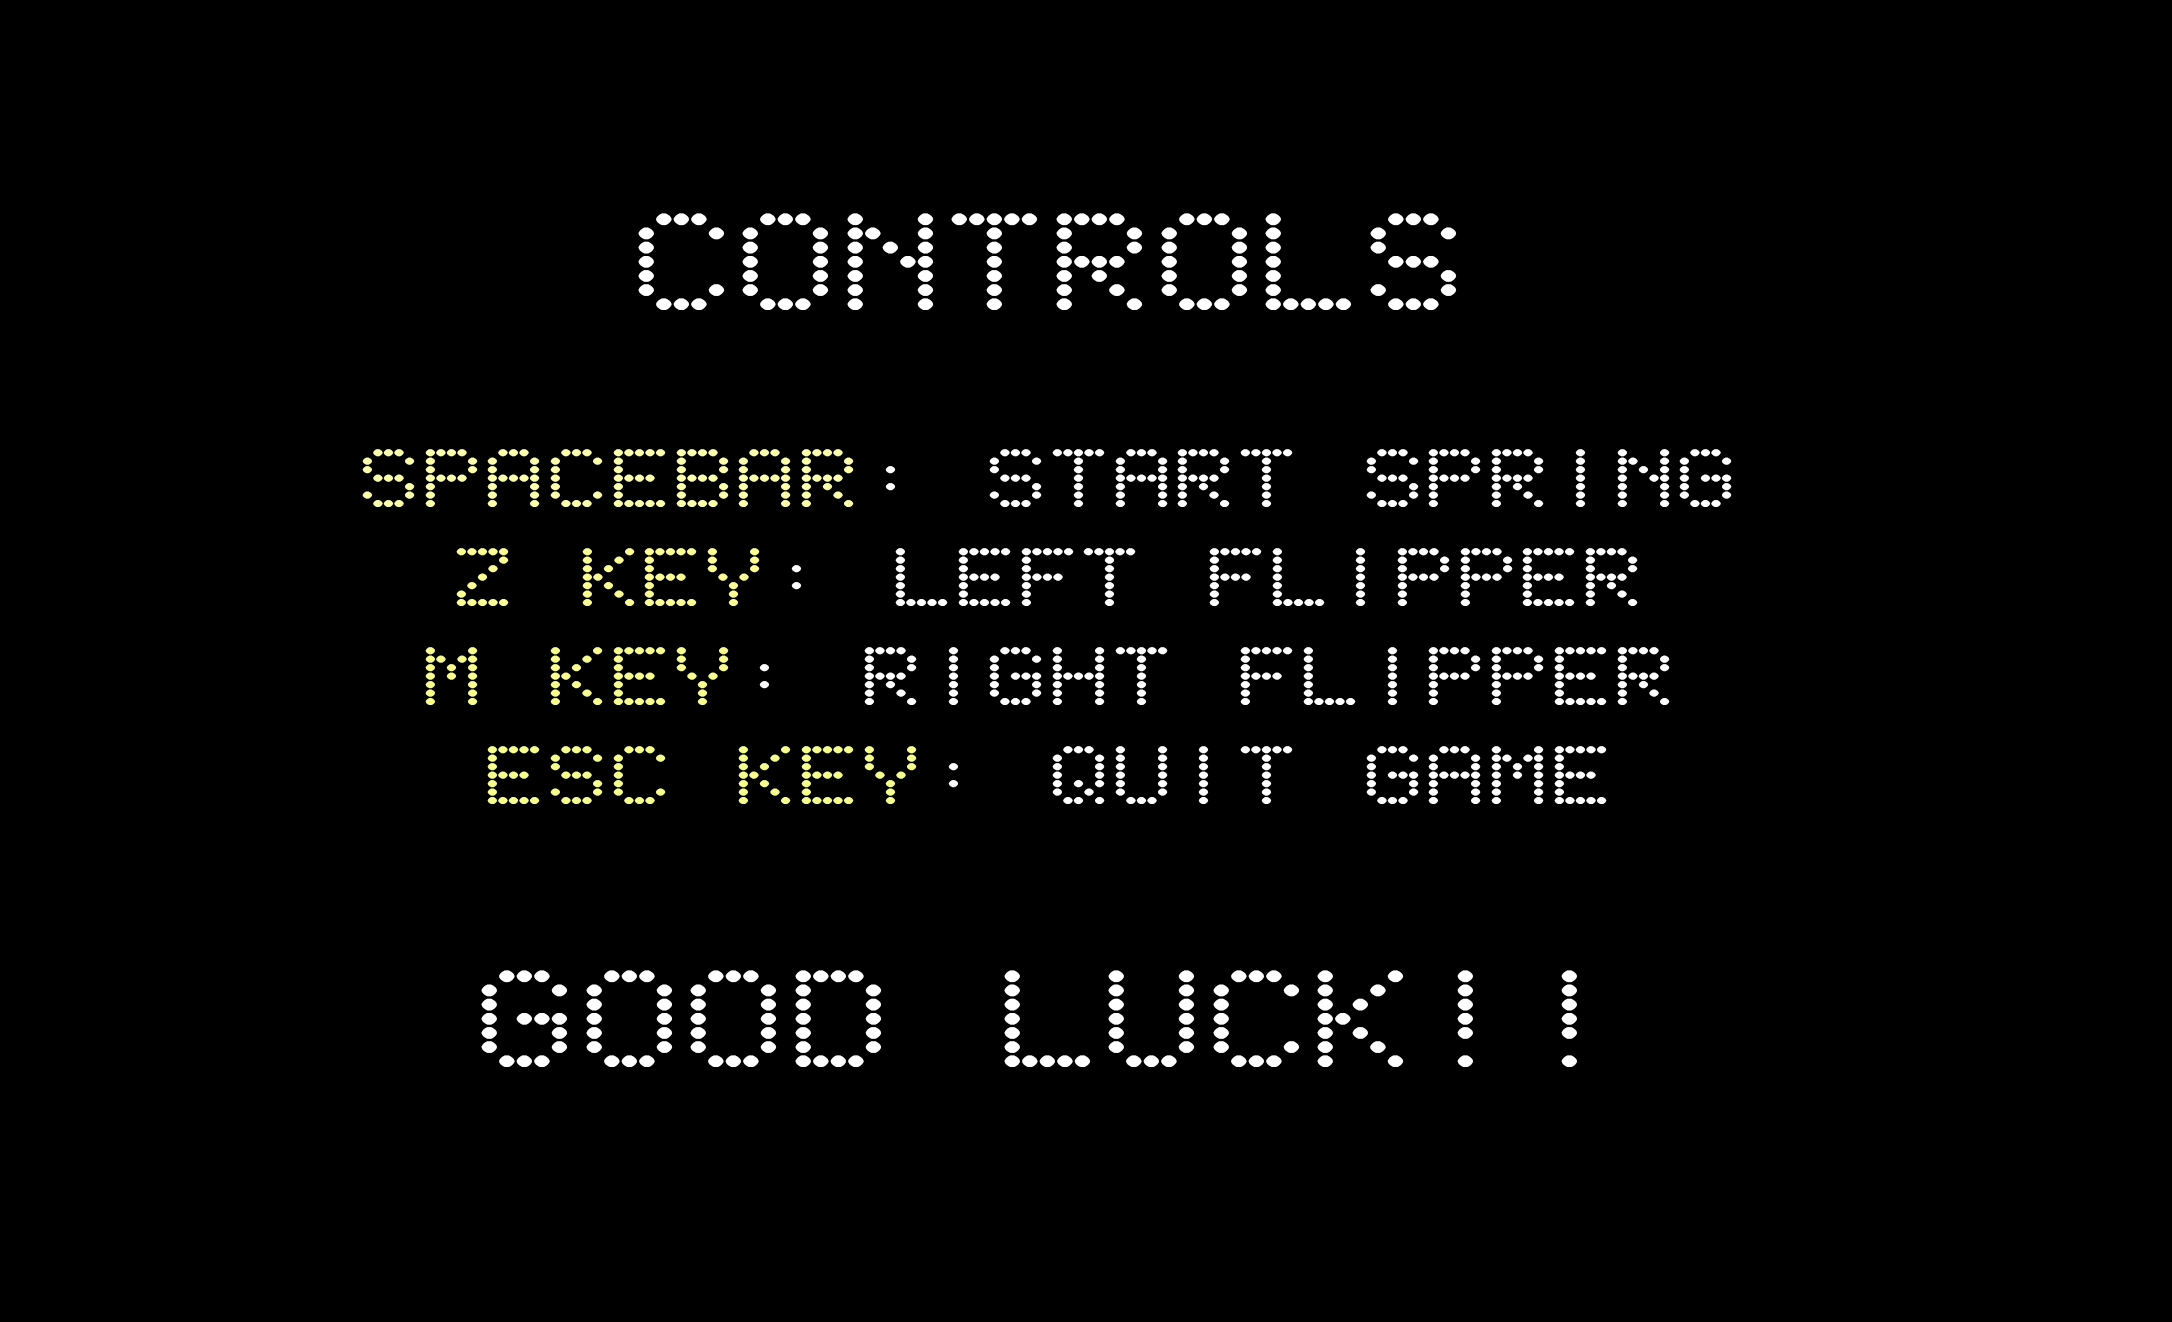 CONTROLS
SPACEBAR: START SPRING
Z KEY: LEFT FLIPPER
M KEY: RIGHT FLIPPER
ESC KEY: QUIT GAME
GOOD LUCK!!